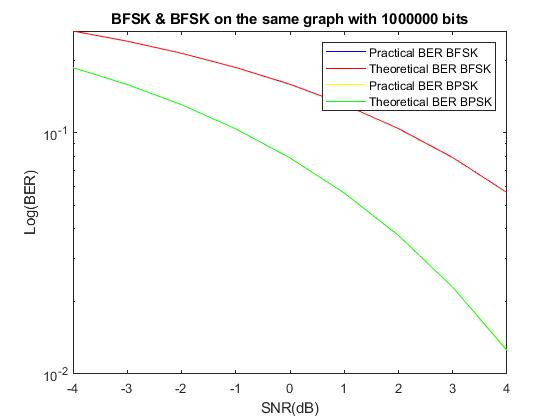 BFSK & BFSK on the same graph with 1000000 bits
Practical BER BFSK
Theoretical BER BFSK
Practical BER BPSK
Theoretical BER BPSK
Log(BER)
10-1
10-2
-4 -3 -2 -1 0 1 2 3 4
SNR(dB)